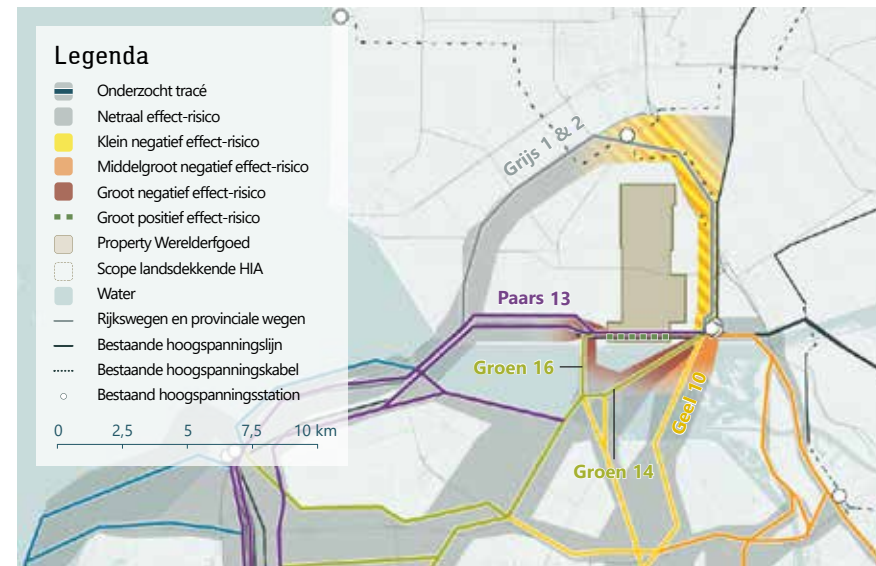 Legenda
Onderzocht tracé
Netraal effect-risico
Klein negatief effect-risico
Middelgroot negatief effect-risico
Groot negatief effect-risico
Groot positief effect-risico
Property Werelderfgoed
Scope landsdekkende HIA
Water
Rijkswegen en provinciale wegen
Bestaande hoogspanningslijn
Bestaande hoogspanningskabel
Bestaand hoogspanningsstation
0 2,5 5 7,5 10 km
Grijs 1 & 2
Paars 13
Groen 16
Geel 10
Groen 14